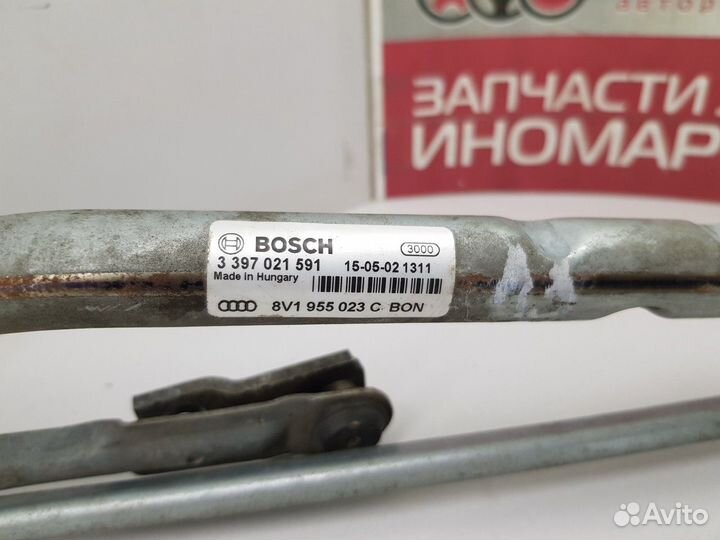 автор
ЗАПЧАСТИ
ИНОМАР
BOSCH 3000
3 397 021 591 15-05-02 1311
Made in Hungary
8V1 955 023 C BON
Avito